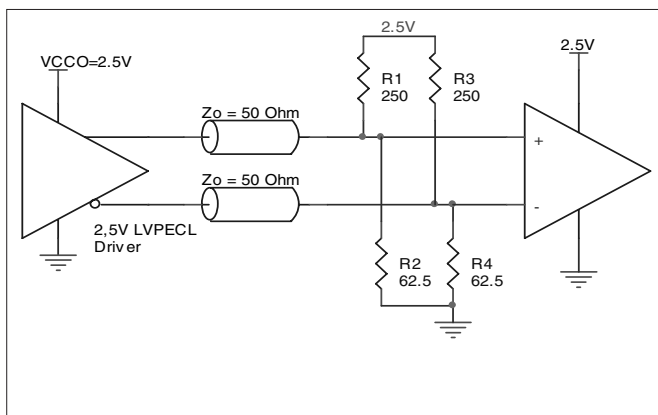 2.5V
VCCO=2.5V
2.5V
R1
250
R3
250
Zo = 50 Ohm
+
Zo = 50 Ohm
-
2,5V LVPECL
Driver
R2
62.5
R4
62.5